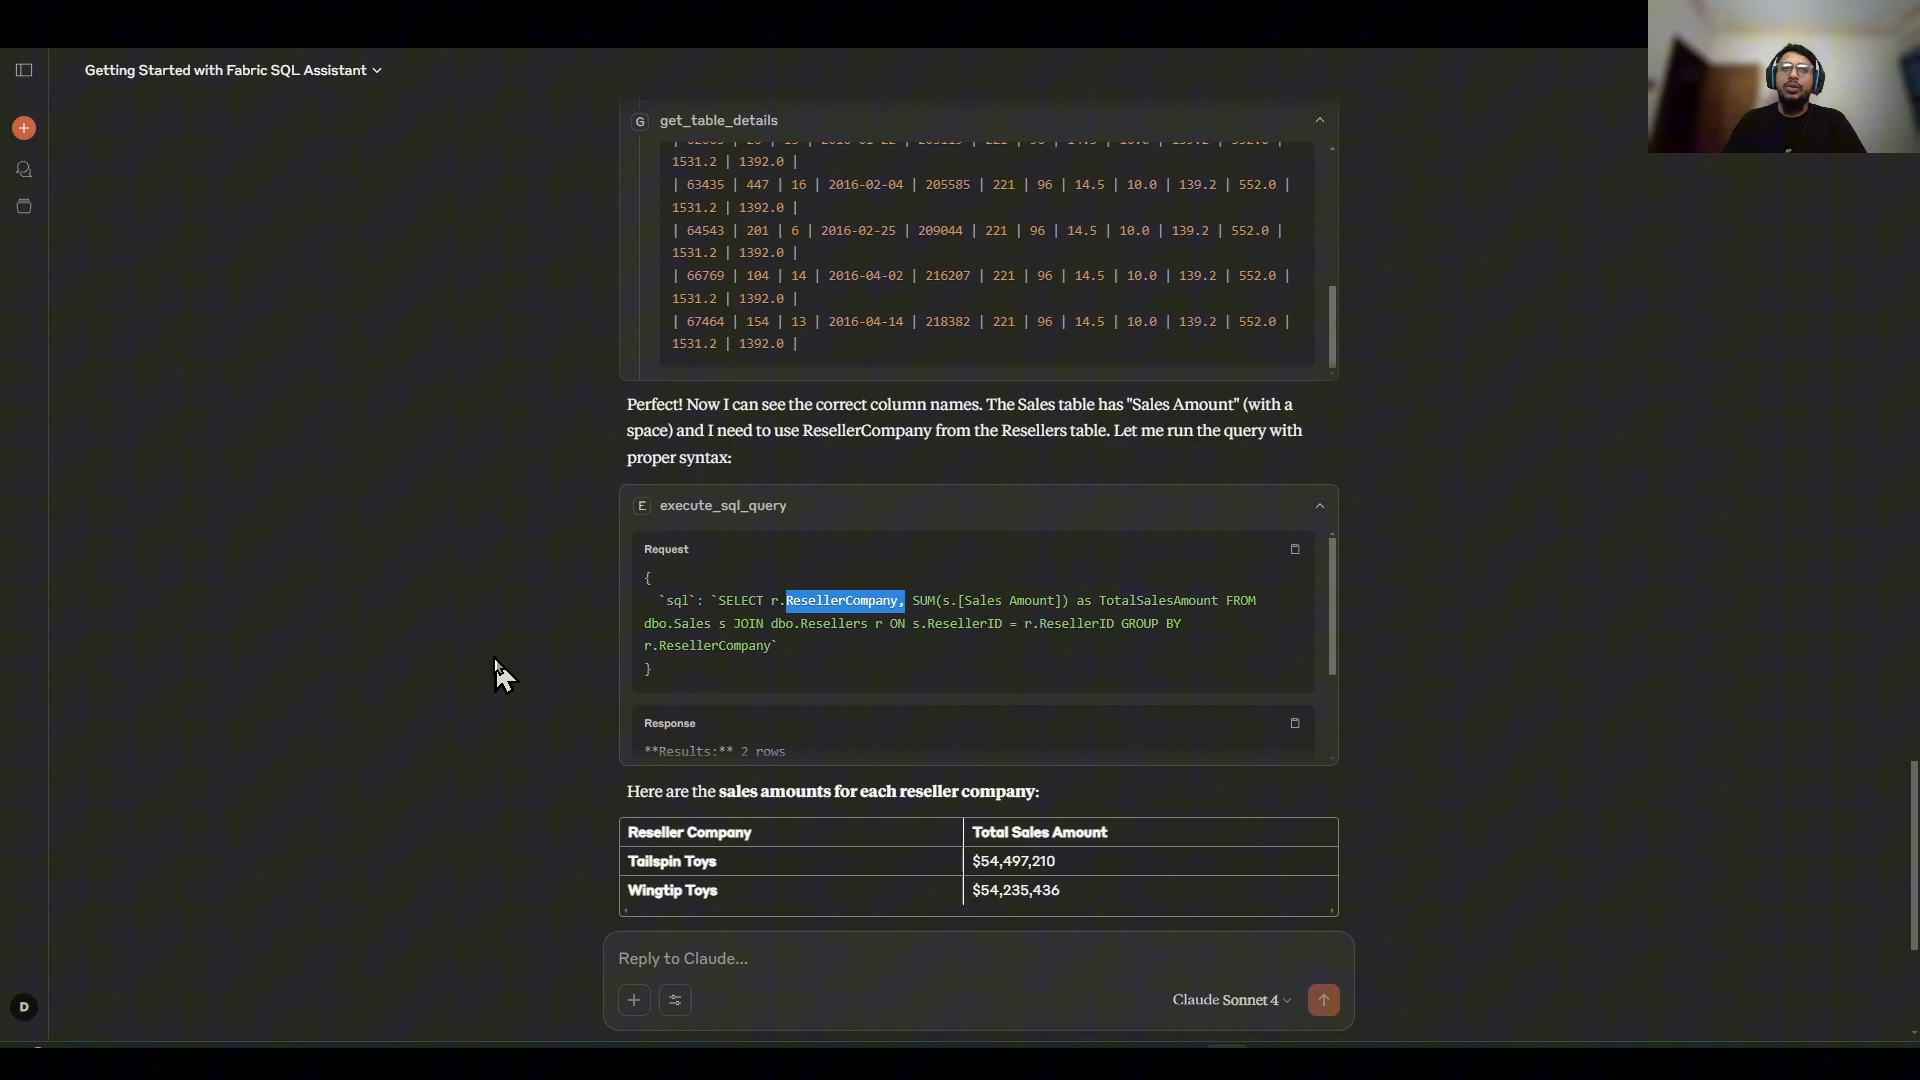 Getting Started with Fabric SQL Assistant
G get_table_details
1531.2 | 1392.0 |
| 63435 | 447 | 16 | 2016-02-04 | 205585 | 221 | 96 | 14.5 | 10.0 | 139.2 | 552.0 |
1531.2 | 1392.0 |
| 64543 | 201 | 6 | 2016-02-25 | 209044 | 221 | 96 | 14.5 | 10.0 | 139.2 | 552.0 |
1531.2 | 1392.0 |
| 66769 | 104 | 14 | 2016-04-02 | 216207 | 221 | 96 | 14.5 | 10.0 | 139.2 | 552.0 |
1531.2 | 1392.0 |
| 67464 | 154 | 13 | 2016-04-14 | 218382 | 221 | 96 | 14.5 | 10.0 | 139.2 | 552.0 |
1531.2 | 1392.0 |
Perfect! Now I can see the correct column names. The Sales table has "Sales Amount" (with a
space) and I need to use ResellerCompany from the Resellers table. Let me run the query with
proper syntax:
E execute_sql_query
Request
{
`sql`: `SELECT r.ResellerCompany, SUM(s.[Sales Amount]) as TotalSalesAmount FROM
dbo.Sales s JOIN dbo.Resellers r ON s.ResellerID = r.ResellerID GROUP BY
r.ResellerCompany`
}
Response
**Results:** 2 rows
Here are the sales amounts for each reseller company:
Reseller Company Total Sales Amount
Tailspin Toys $54,497,210
Wingtip Toys $54,235,436
Reply to Claude...
Claude Sonnet 4
D